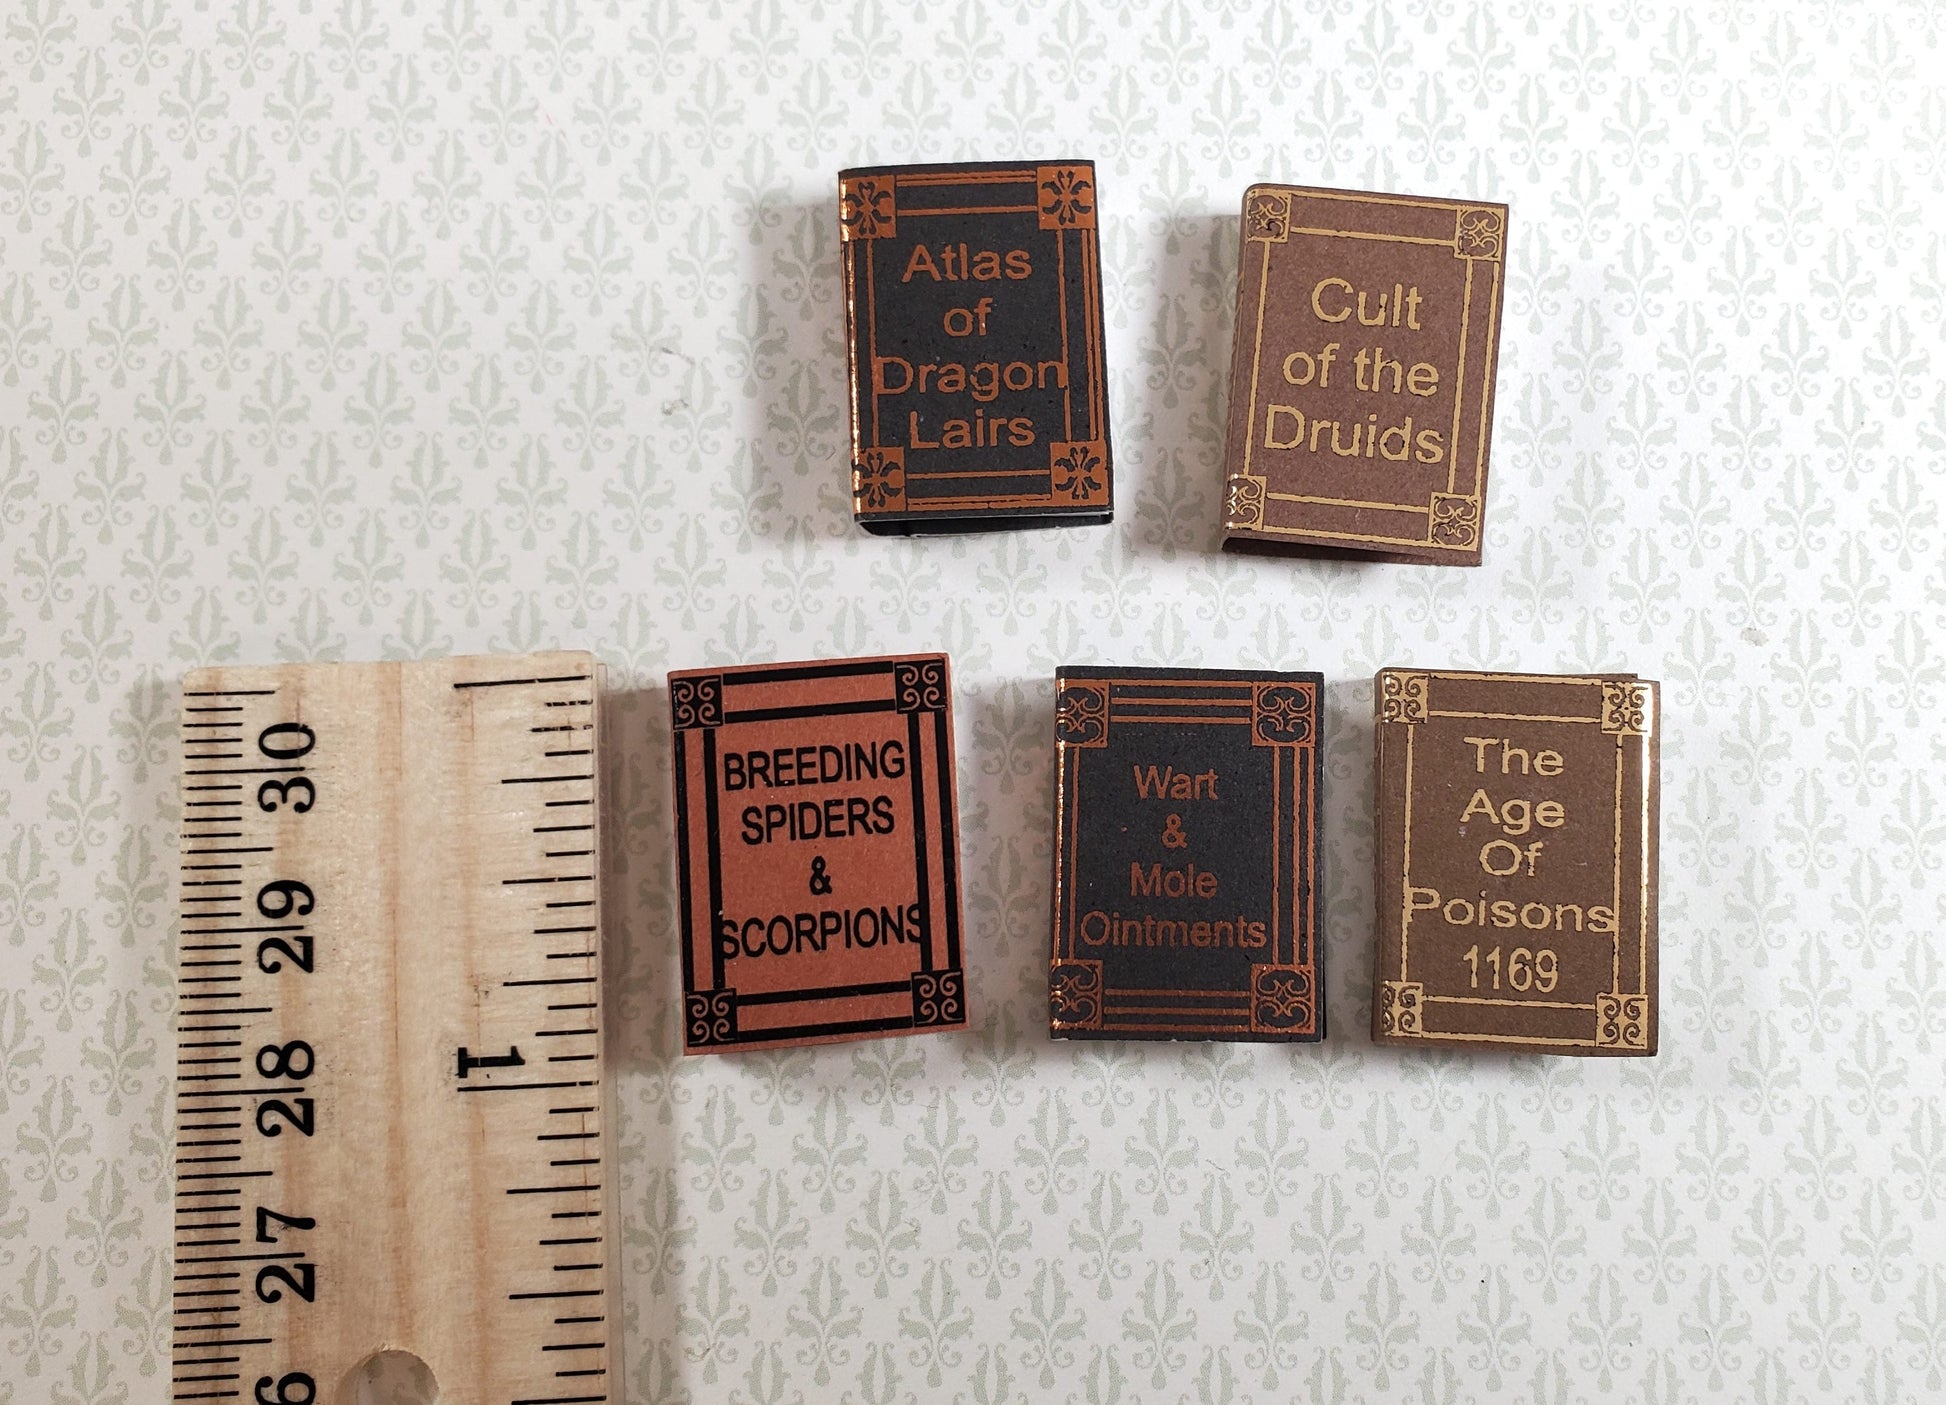 Atlas
of
Dragon
Lairs
Cult
of the
Druids
BREEDING
SPIDERS
&
SCORPIONS
Wart
&
Mole
Ointments
The
Age
Of
Poisons
1169
30
29
28
27
6
1